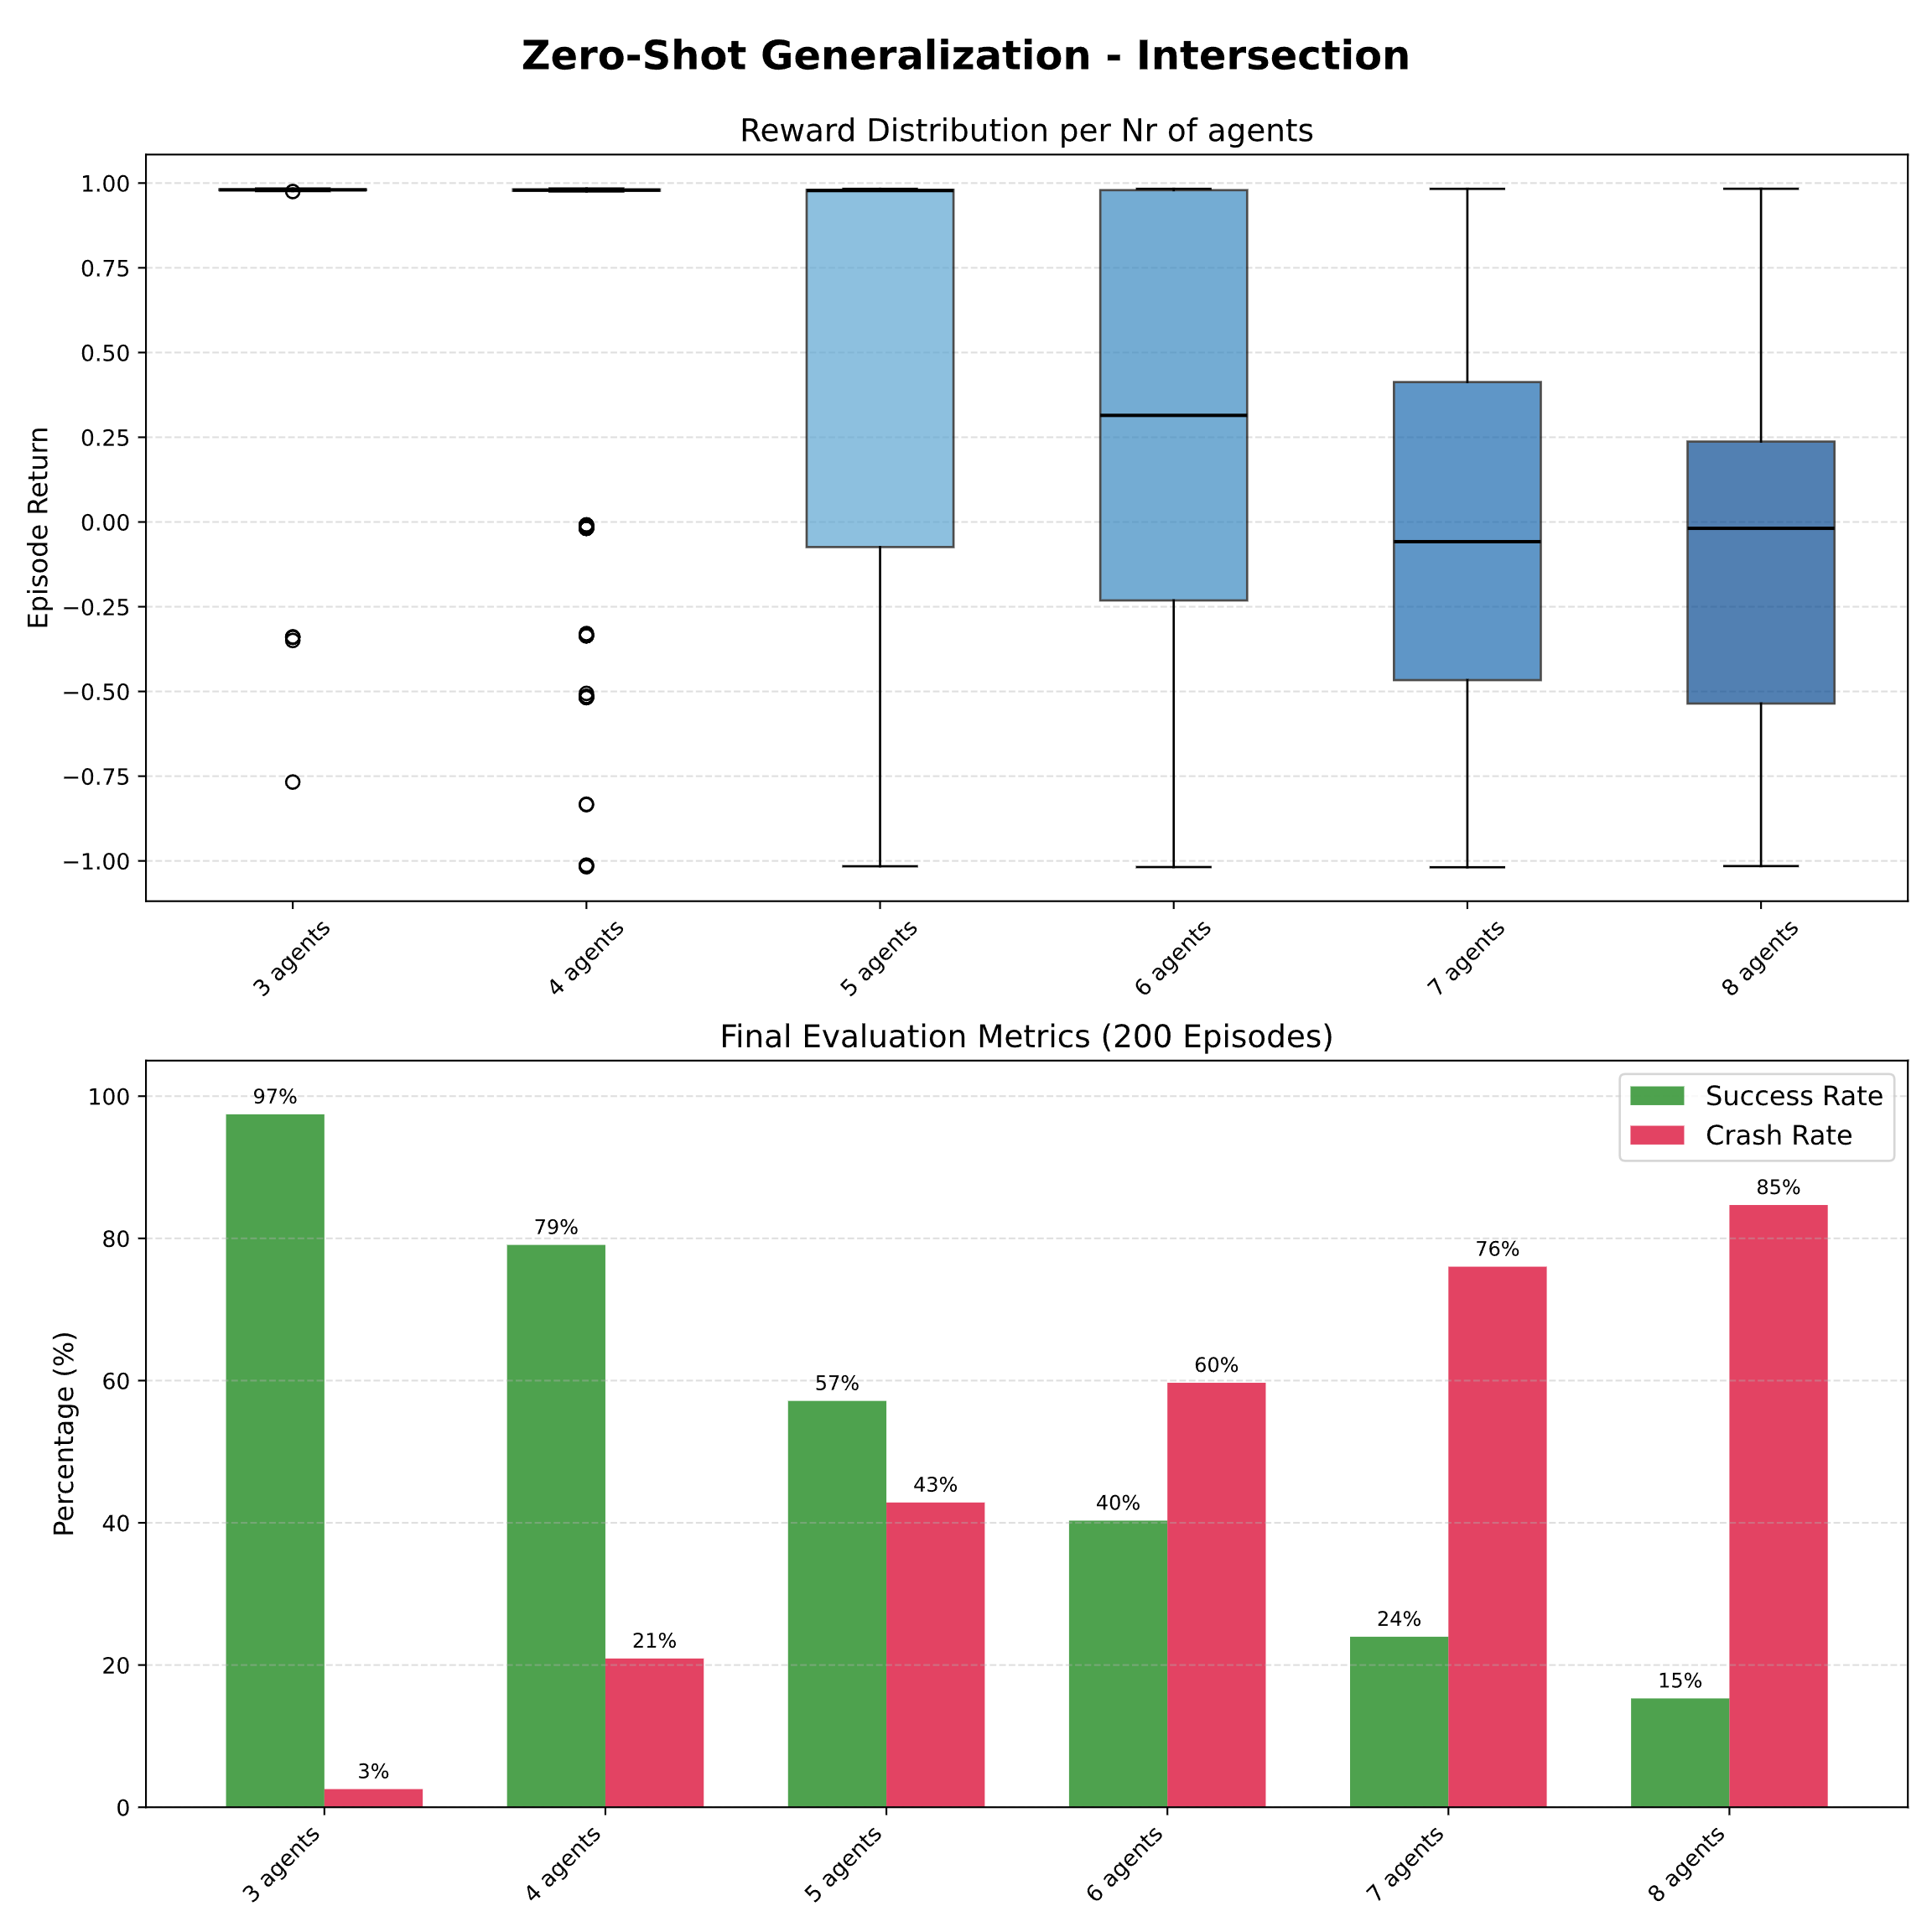 Zero-Shot Generalization - Intersection
Reward Distribution per Nr of agents
Episode Return
1.00
0.75
0.50
0.25
0.00
−0.25
−0.50
−0.75
−1.00
3 agents
4 agents
5 agents
6 agents
7 agents
8 agents
Final Evaluation Metrics (200 Episodes)
Percentage (%)
100
80
60
40
20
0
Success Rate
Crash Rate
97%
3%
79%
21%
57%
43%
40%
60%
24%
76%
15%
85%
3 agents
4 agents
5 agents
6 agents
7 agents
8 agents